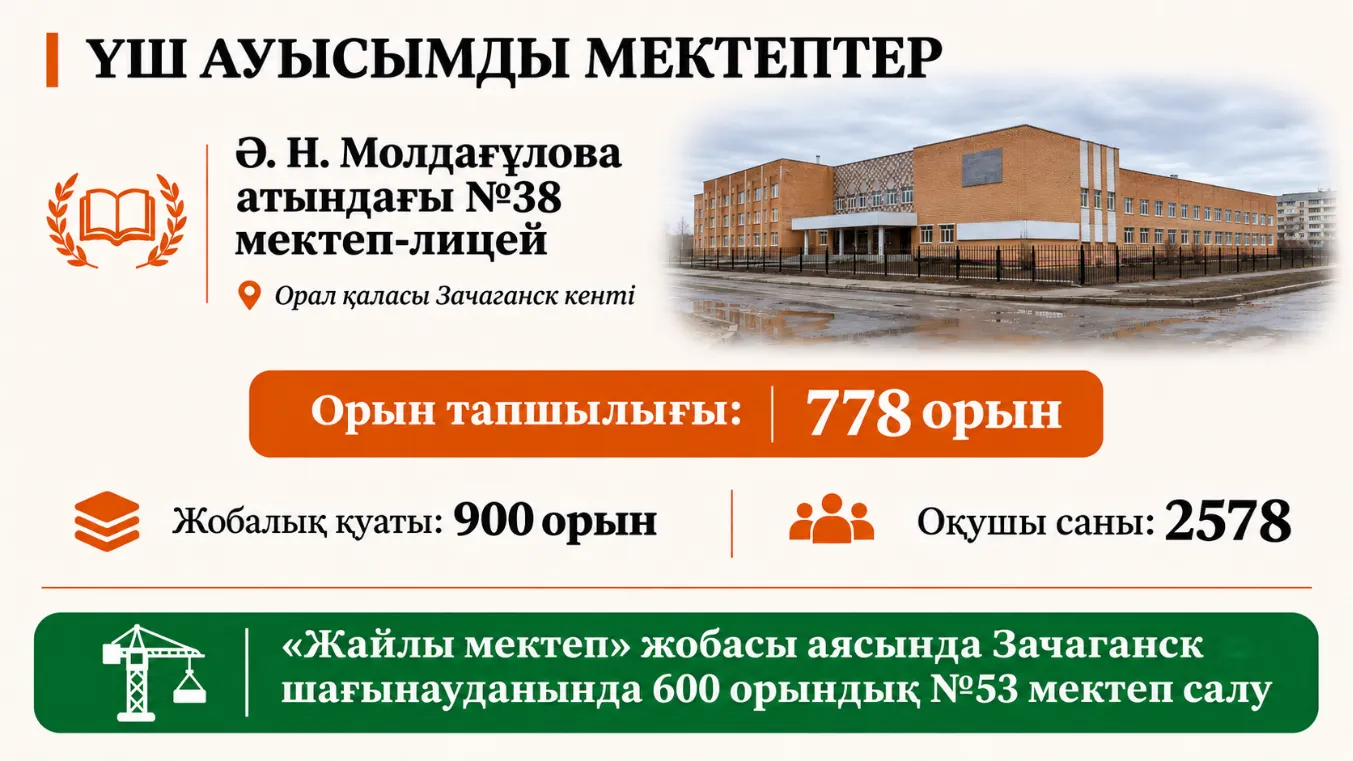 ҮШ АУЫСЫМДЫ МЕКТЕПТЕР
Ә. Н. Молдағұлова
атындағы №38
мектеп-лицей
Орал қаласы Зачаганск кенті
Орын тапшылығы: 778 орын
Жобалық қуаты: 900 орын
Оқушы саны: 2578
«Жайлы мектеп» жобасы аясында Зачаганск
шағынауданында 600 орындық №53 мектеп салу